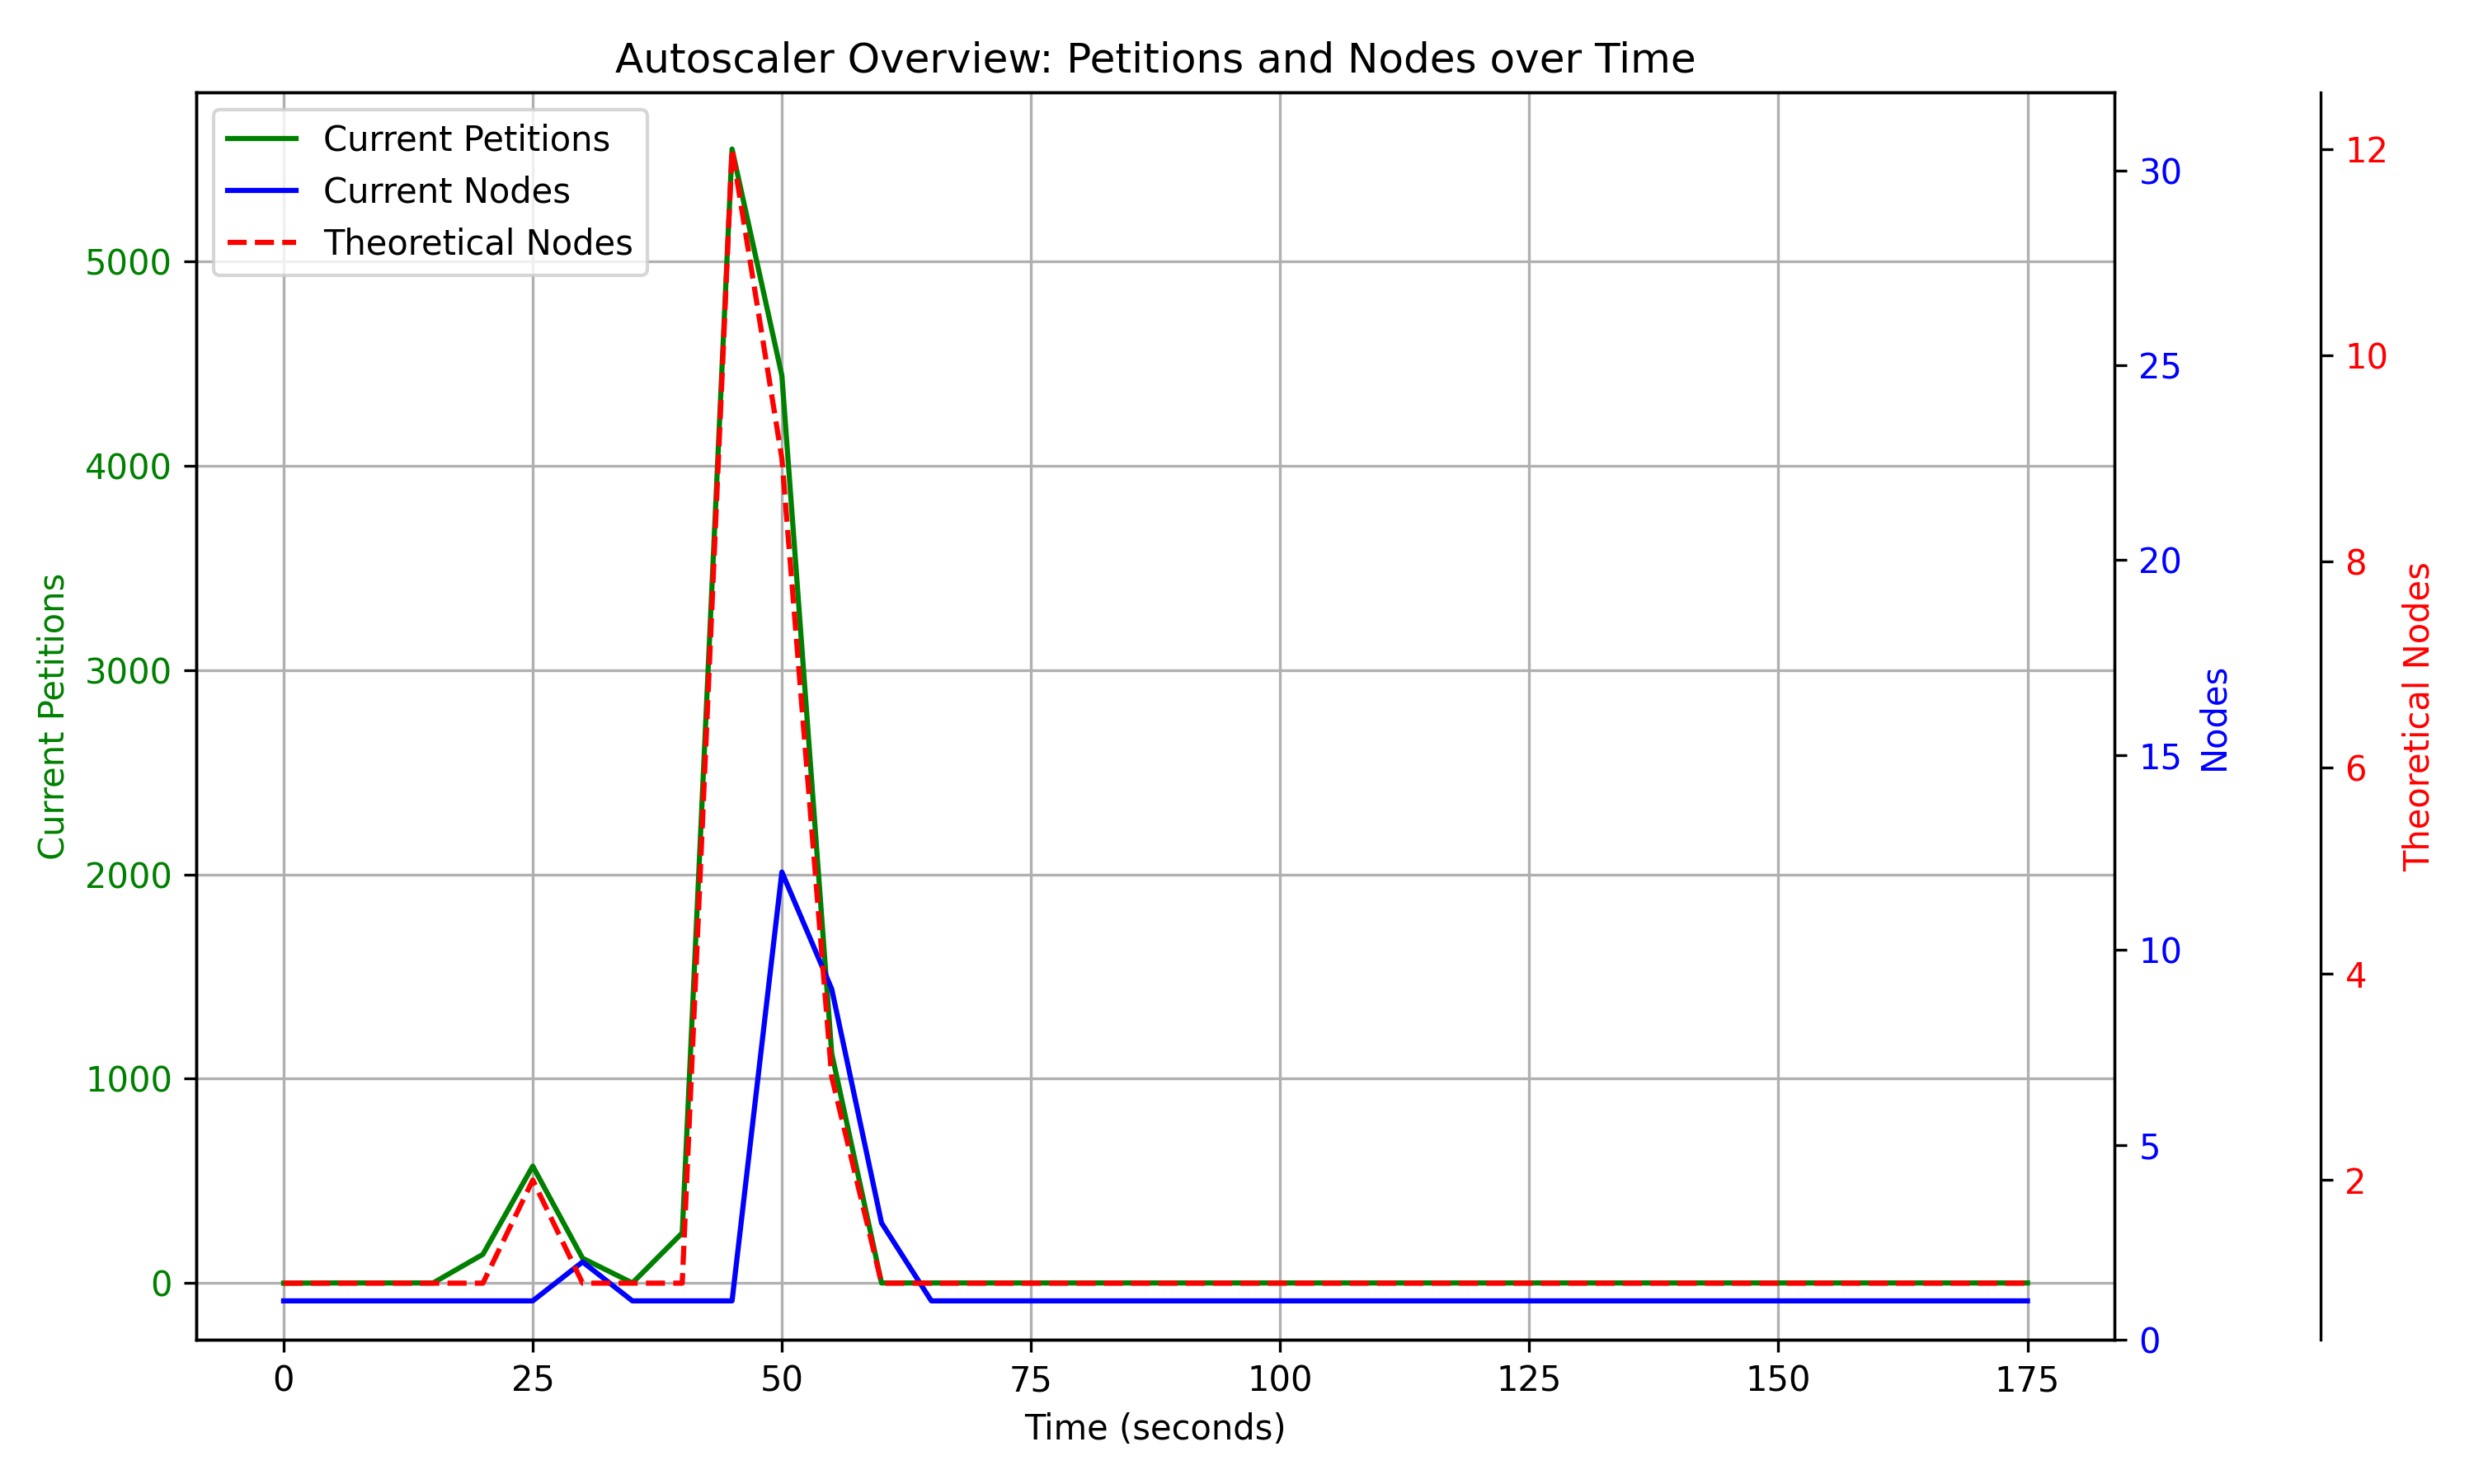 Autoscaler Overview: Petitions and Nodes over Time
Current Petitions
Current Nodes
Theoretical Nodes
Current Petitions
5000
4000
3000
2000
1000
0
30
25
20
15
10
5
0
Nodes
12
10
8
6
4
2
Theoretical Nodes
0 25 50 75 100 125 150 175
Time (seconds)